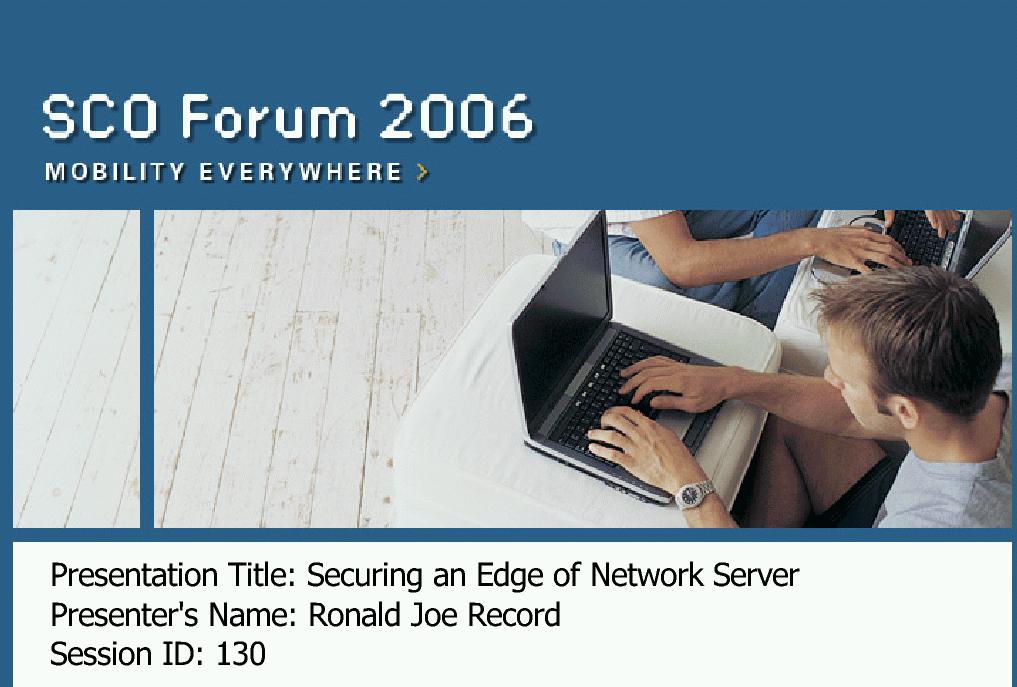 SCO Forum 2006
MOBILITY EVERYWHERE >
Presentation Title: Securing an Edge of Network Server
Presenter's Name: Ronald Joe Record
Session ID: 130